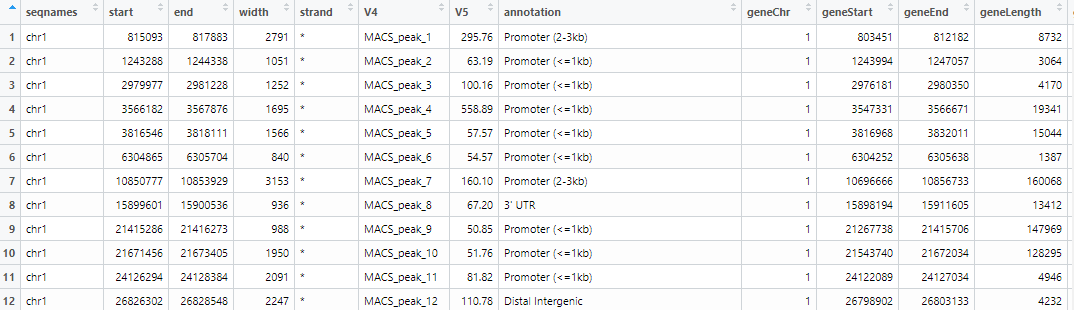 seqnames start end width strand V4 V5 annotation geneChr geneStart geneEnd geneLength
1 chr1 815093 817883 2791 * MACS_peak_1 295.76 Promoter (2-3kb) 1 803451 812182 8732
2 chr1 1243288 1244338 1051 * MACS_peak_2 63.19 Promoter (<=1kb) 1 1243994 1247057 3064
3 chr1 2979977 2981228 1252 * MACS_peak_3 100.16 Promoter (<=1kb) 1 2976181 2980350 4170
4 chr1 3566182 3567876 1695 * MACS_peak_4 558.89 Promoter (<=1kb) 1 3547331 3566671 19341
5 chr1 3816546 3818111 1566 * MACS_peak_5 57.57 Promoter (<=1kb) 1 3816968 3832011 15044
6 chr1 6304865 6305704 840 * MACS_peak_6 54.57 Promoter (<=1kb) 1 6304252 6305638 1387
7 chr1 10850777 10853929 3153 * MACS_peak_7 160.10 Promoter (2-3kb) 1 10696666 10856733 160068
8 chr1 15899601 15900536 936 * MACS_peak_8 67.20 3' UTR 1 15898194 15911605 13412
9 chr1 21415286 21416273 988 * MACS_peak_9 50.85 Promoter (<=1kb) 1 21267738 21415706 147969
10 chr1 21671456 21673405 1950 * MACS_peak_10 51.76 Promoter (<=1kb) 1 21543740 21672034 128295
11 chr1 24126294 24128384 2091 * MACS_peak_11 81.82 Promoter (<=1kb) 1 24122089 24127034 4946
12 chr1 26826302 26828548 2247 * MACS_peak_12 110.78 Distal Intergenic 1 26798902 26803133 4232